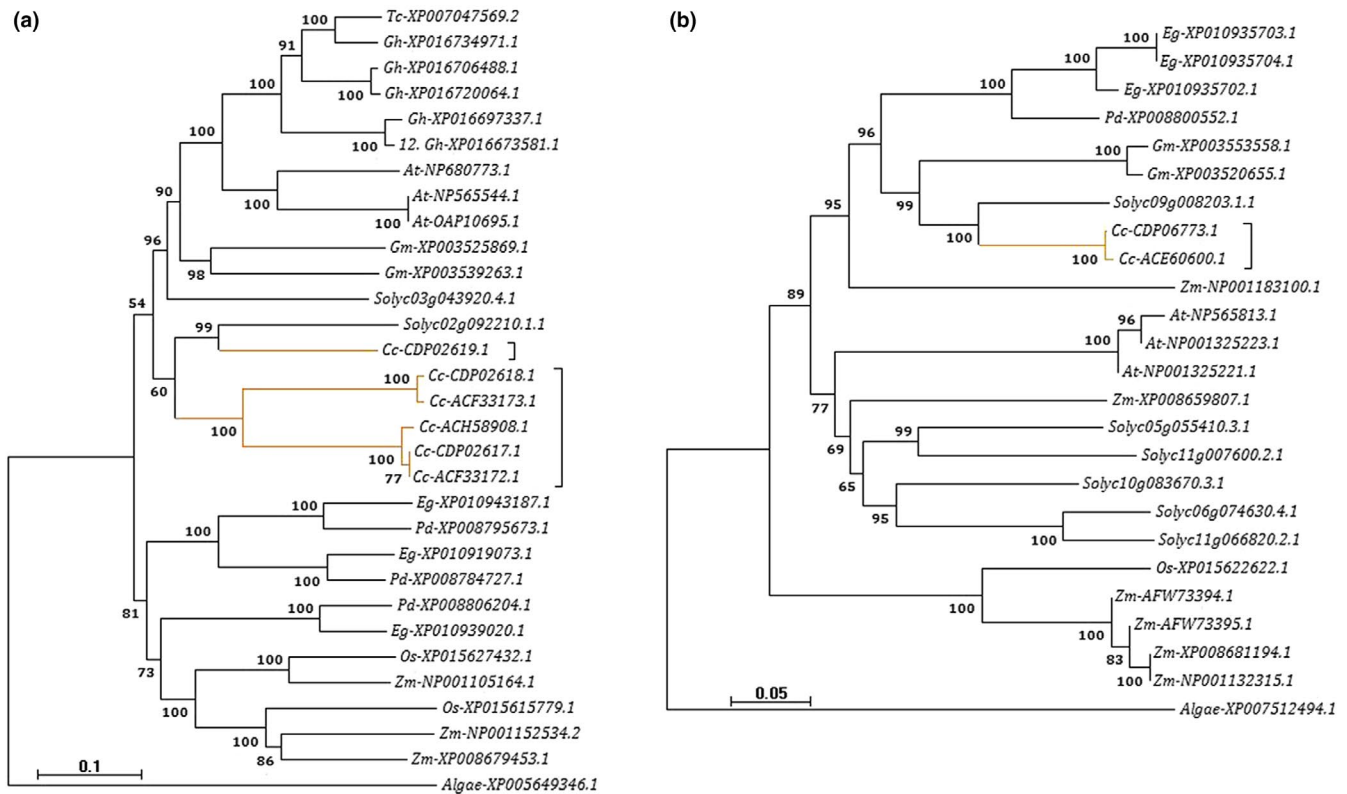 (a)
100
Tc-XP007047569.2
Gh-XP016734971.1
91
Gh-XP016706488.1
100
Gh-XP016720064.1
100
Gh-XP016697337.1
100
12. Gh-XP016673581.1
100
At-NP680773.1
100
At-NP565544.1
100
At-OAP10695.1
90
Gm-XP003525869.1
98
Gm-XP003539263.1
96
Solyc03g043920.4.1
54
99
Solyc02g092210.1.1
Cc-CDP02619.1
60
100
Cc-CDP02618.1
Cc-ACF33173.1
100
Cc-ACH58908.1
100
Cc-CDP02617.1
77
Cc-ACF33172.1
100
Eg-XP010943187.1
Pd-XP008795673.1
100
Eg-XP010919073.1
100
Pd-XP008784727.1
81
100
Pd-XP008806204.1
Eg-XP010939020.1
73
100
Os-XP015627432.1
Zm-NP001105164.1
100
Os-XP015615779.1
100
Zm-NP001152534.2
86
Zm-XP008679453.1
0.1
Algae-XP005649346.1
(b)
100
Eg-XP010935703.1
Eg-XP010935704.1
100
Eg-XP010935702.1
100
Pd-XP008800552.1
96
100
Gm-XP003553558.1
Gm-XP003520655.1
99
Solyc09g008203.1.1
100
Cc-CDP06773.1
100
Cc-ACE60600.1
95
Zm-NP001183100.1
89
96
At-NP565813.1
100
At-NP001325223.1
At-NP001325221.1
77
Zm-XP008659807.1
69
99
Solyc05g055410.3.1
Solyc11g007600.2.1
65
Solyc10g083670.3.1
95
Solyc06g074630.4.1
100
Solyc11g066820.2.1
Os-XP015622622.1
100
Zm-AFW73394.1
100
Zm-AFW73395.1
83
Zm-XP008681194.1
100
Zm-NP001132315.1
0.05
Algae-XP007512494.1